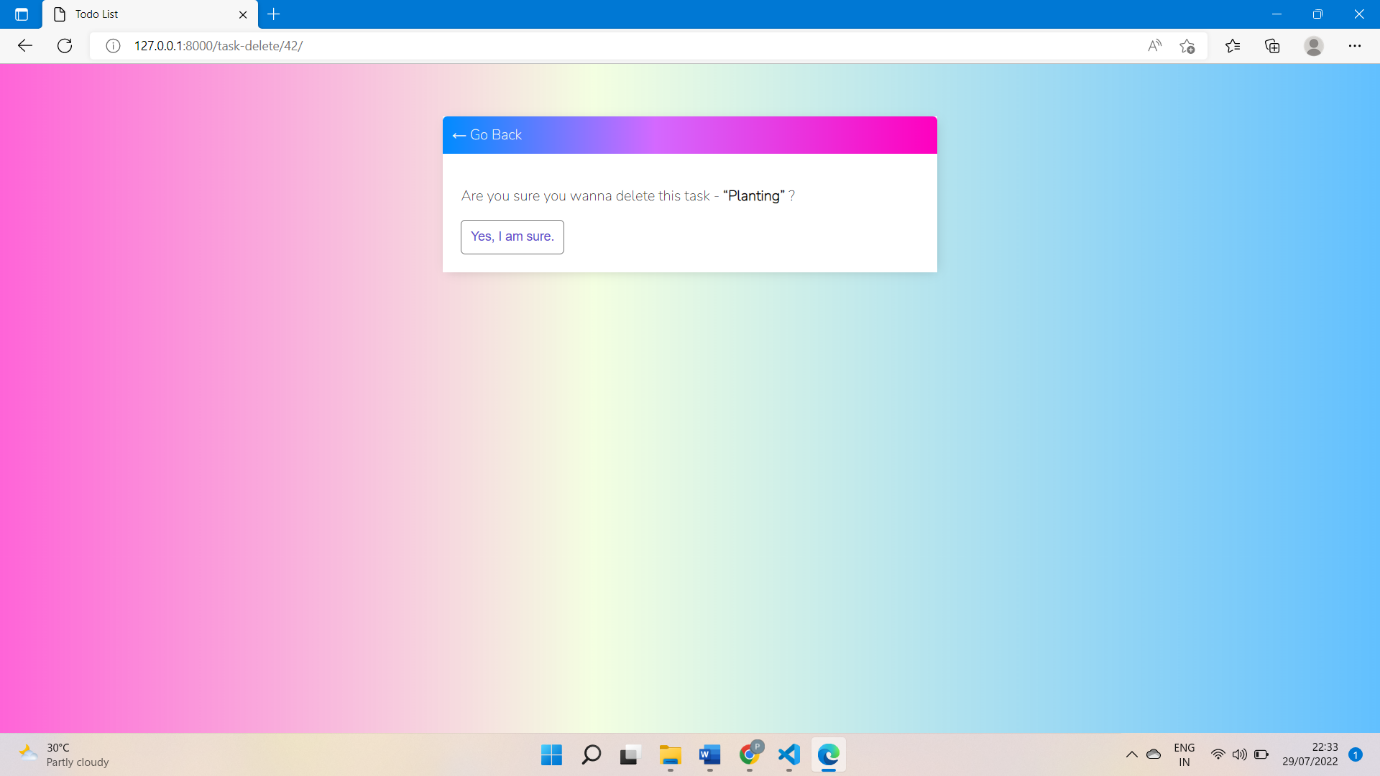 Todo List
127.0.0.1:8000/task-delete/42/
← Go Back
Are you sure you wanna delete this task - “Planting” ?
Yes, I am sure.
30°C
Partly cloudy
P
ENG
IN
22:33
29/07/2022
1